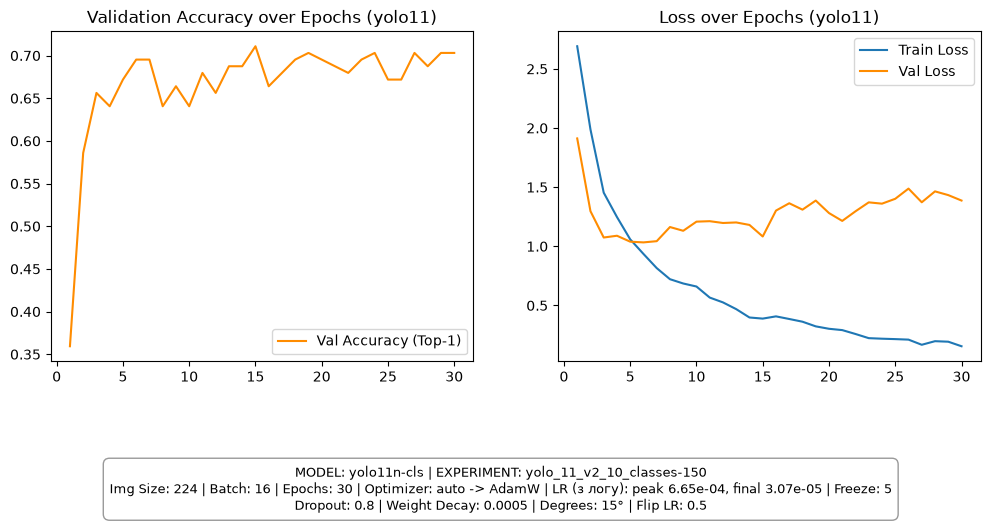 Validation Accuracy over Epochs (yolo11)
0.70
0.65
0.60
0.55
0.50
0.45
0.40
0.35
0 5 10 15 20 25 30
Val Accuracy (Top-1)
Loss over Epochs (yolo11)
Train Loss
Val Loss
2.5
2.0
1.5
1.0
0.5
0 5 10 15 20 25 30
MODEL: yolo11n-cls | EXPERIMENT: yolo_11_v2_10_classes-150
Img Size: 224 | Batch: 16 | Epochs: 30 | Optimizer: auto -> AdamW | LR (з логу): peak 6.65e-04, final 3.07e-05 | Freeze: 5
Dropout: 0.8 | Weight Decay: 0.0005 | Degrees: 15° | Flip LR: 0.5